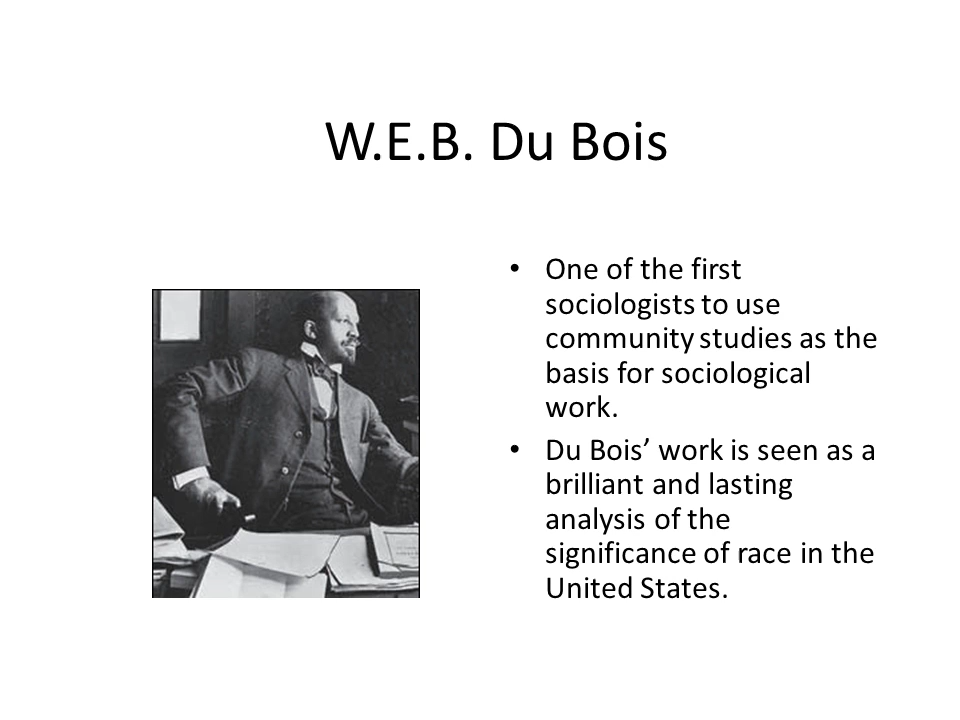 W.E.B. Du Bois
• One of the first
sociologists to use
community studies as the
basis for sociological
work.
• Du Bois’ work is seen as a
brilliant and lasting
analysis of the
significance of race in the
United States.